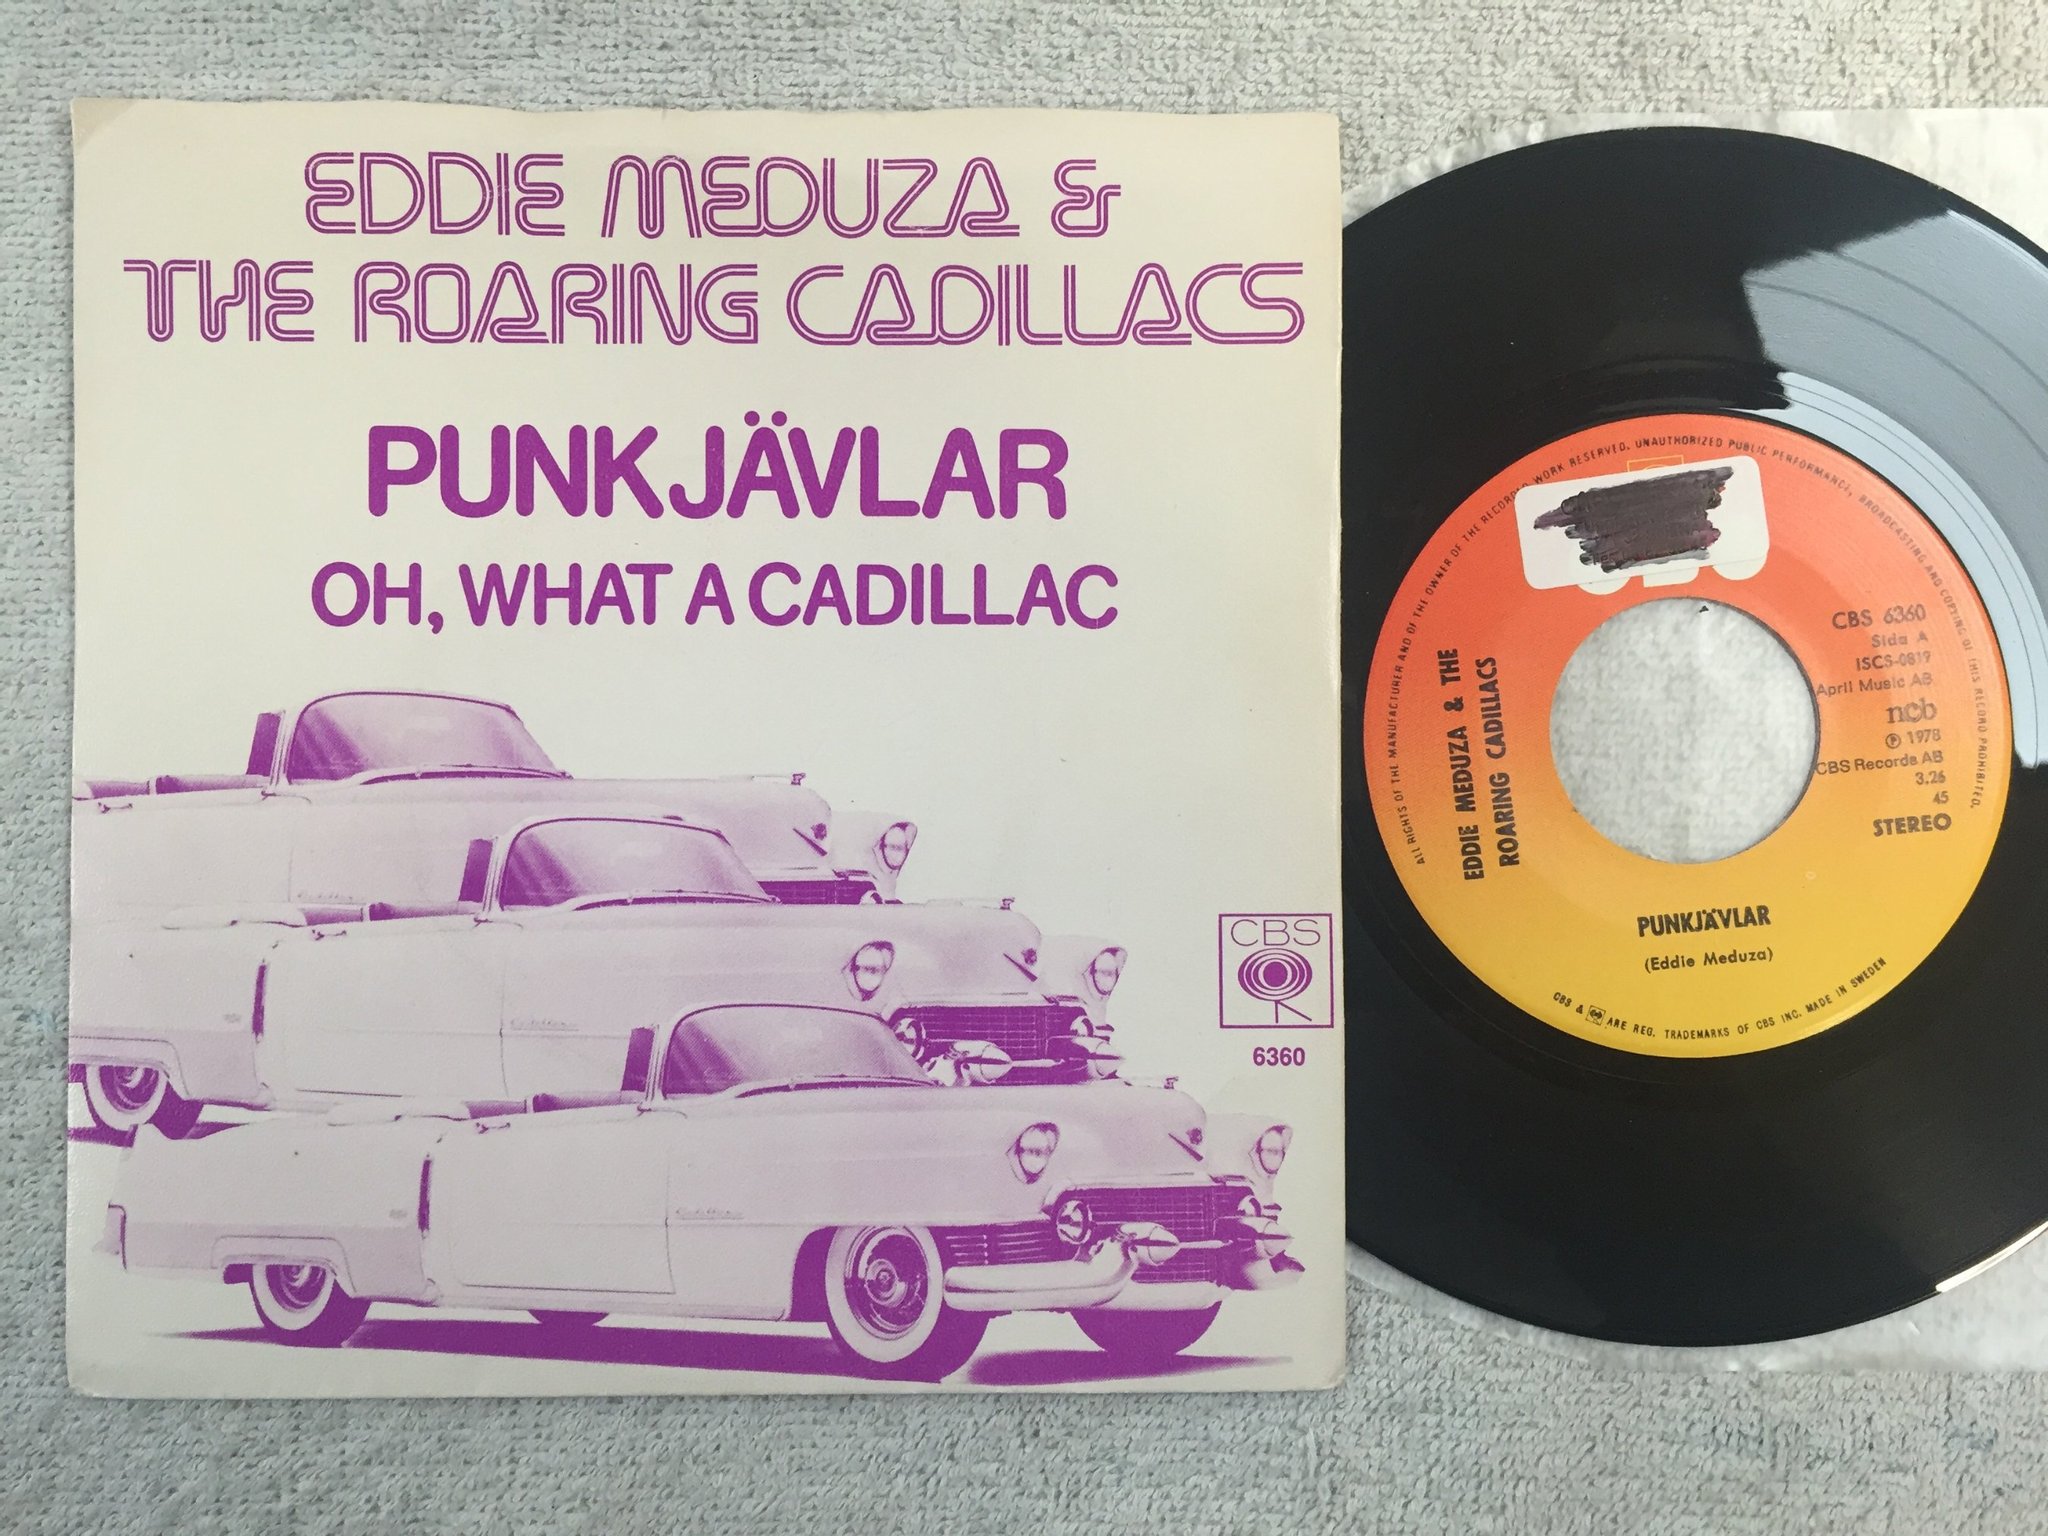 EDDIE MEDUZA &
THE ROARING CADILLACS
PUNKJÄVLAR
OH, WHAT A CADILLAC
CBS
6360
ALL RIGHTS OF THE MANUFACTURER AND OF THE OWNER OF THE RECORDED WORK RESERVED. UNAUTHORIZED PUBLIC PERFORMANCE, BROADCASTING AND COPYING OF THIS RECORD PROHIBITED.
CBS 6360
Side A
ISCS-0819
April Music AB
ncb
℗ 1978
CBS Records AB
3.26
45
STEREO
EDDIE MEDUZA & THE
ROARING CADILLACS
PUNKJÄVLAR
(Eddie Meduza)
CBS & ARE REG. TRADEMARKS OF CBS INC. MADE IN SWEDEN